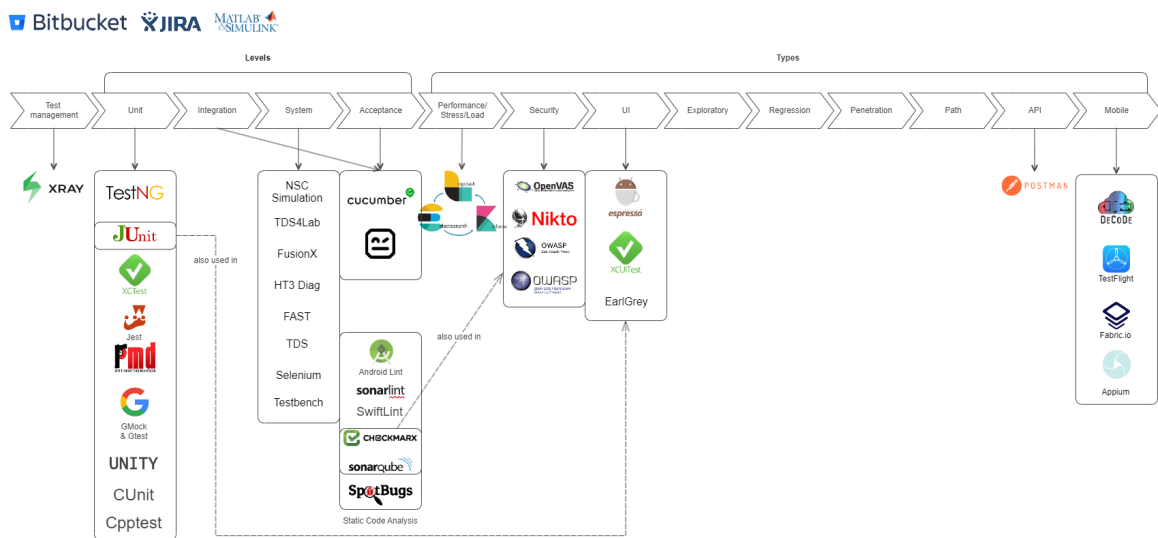 Bitbucket
JIRA
MATLAB
&SIMULINK
Levels
Types
Test
management
Unit
Integration
System
Acceptance
Performance/
Stress/Load
Security
UI
Exploratory
Regression
Penetration
Path
API
Mobile
XRAY
TestNG
JUnit
XCTest
Jest
Pmd
GMock
& Gtest
UNITY
CUnit
Cpptest
also used in
NSC
Simulation
TDS4Lab
FusionX
HT3 Diag
FAST
TDS
Selenium
Testbench
cucumber
Android Lint
sonarlint
SwiftLint
CHECKMARX
sonarqube
SpotBugs
Static Code Analysis
also used in
logstash
elasticsearch
OpenVAS
Nikto
OWASP
OWASP
espresso
XCUITest
EarlGrey
POSTMAN
DECODE
TestFlight
Fabric.io
Appium